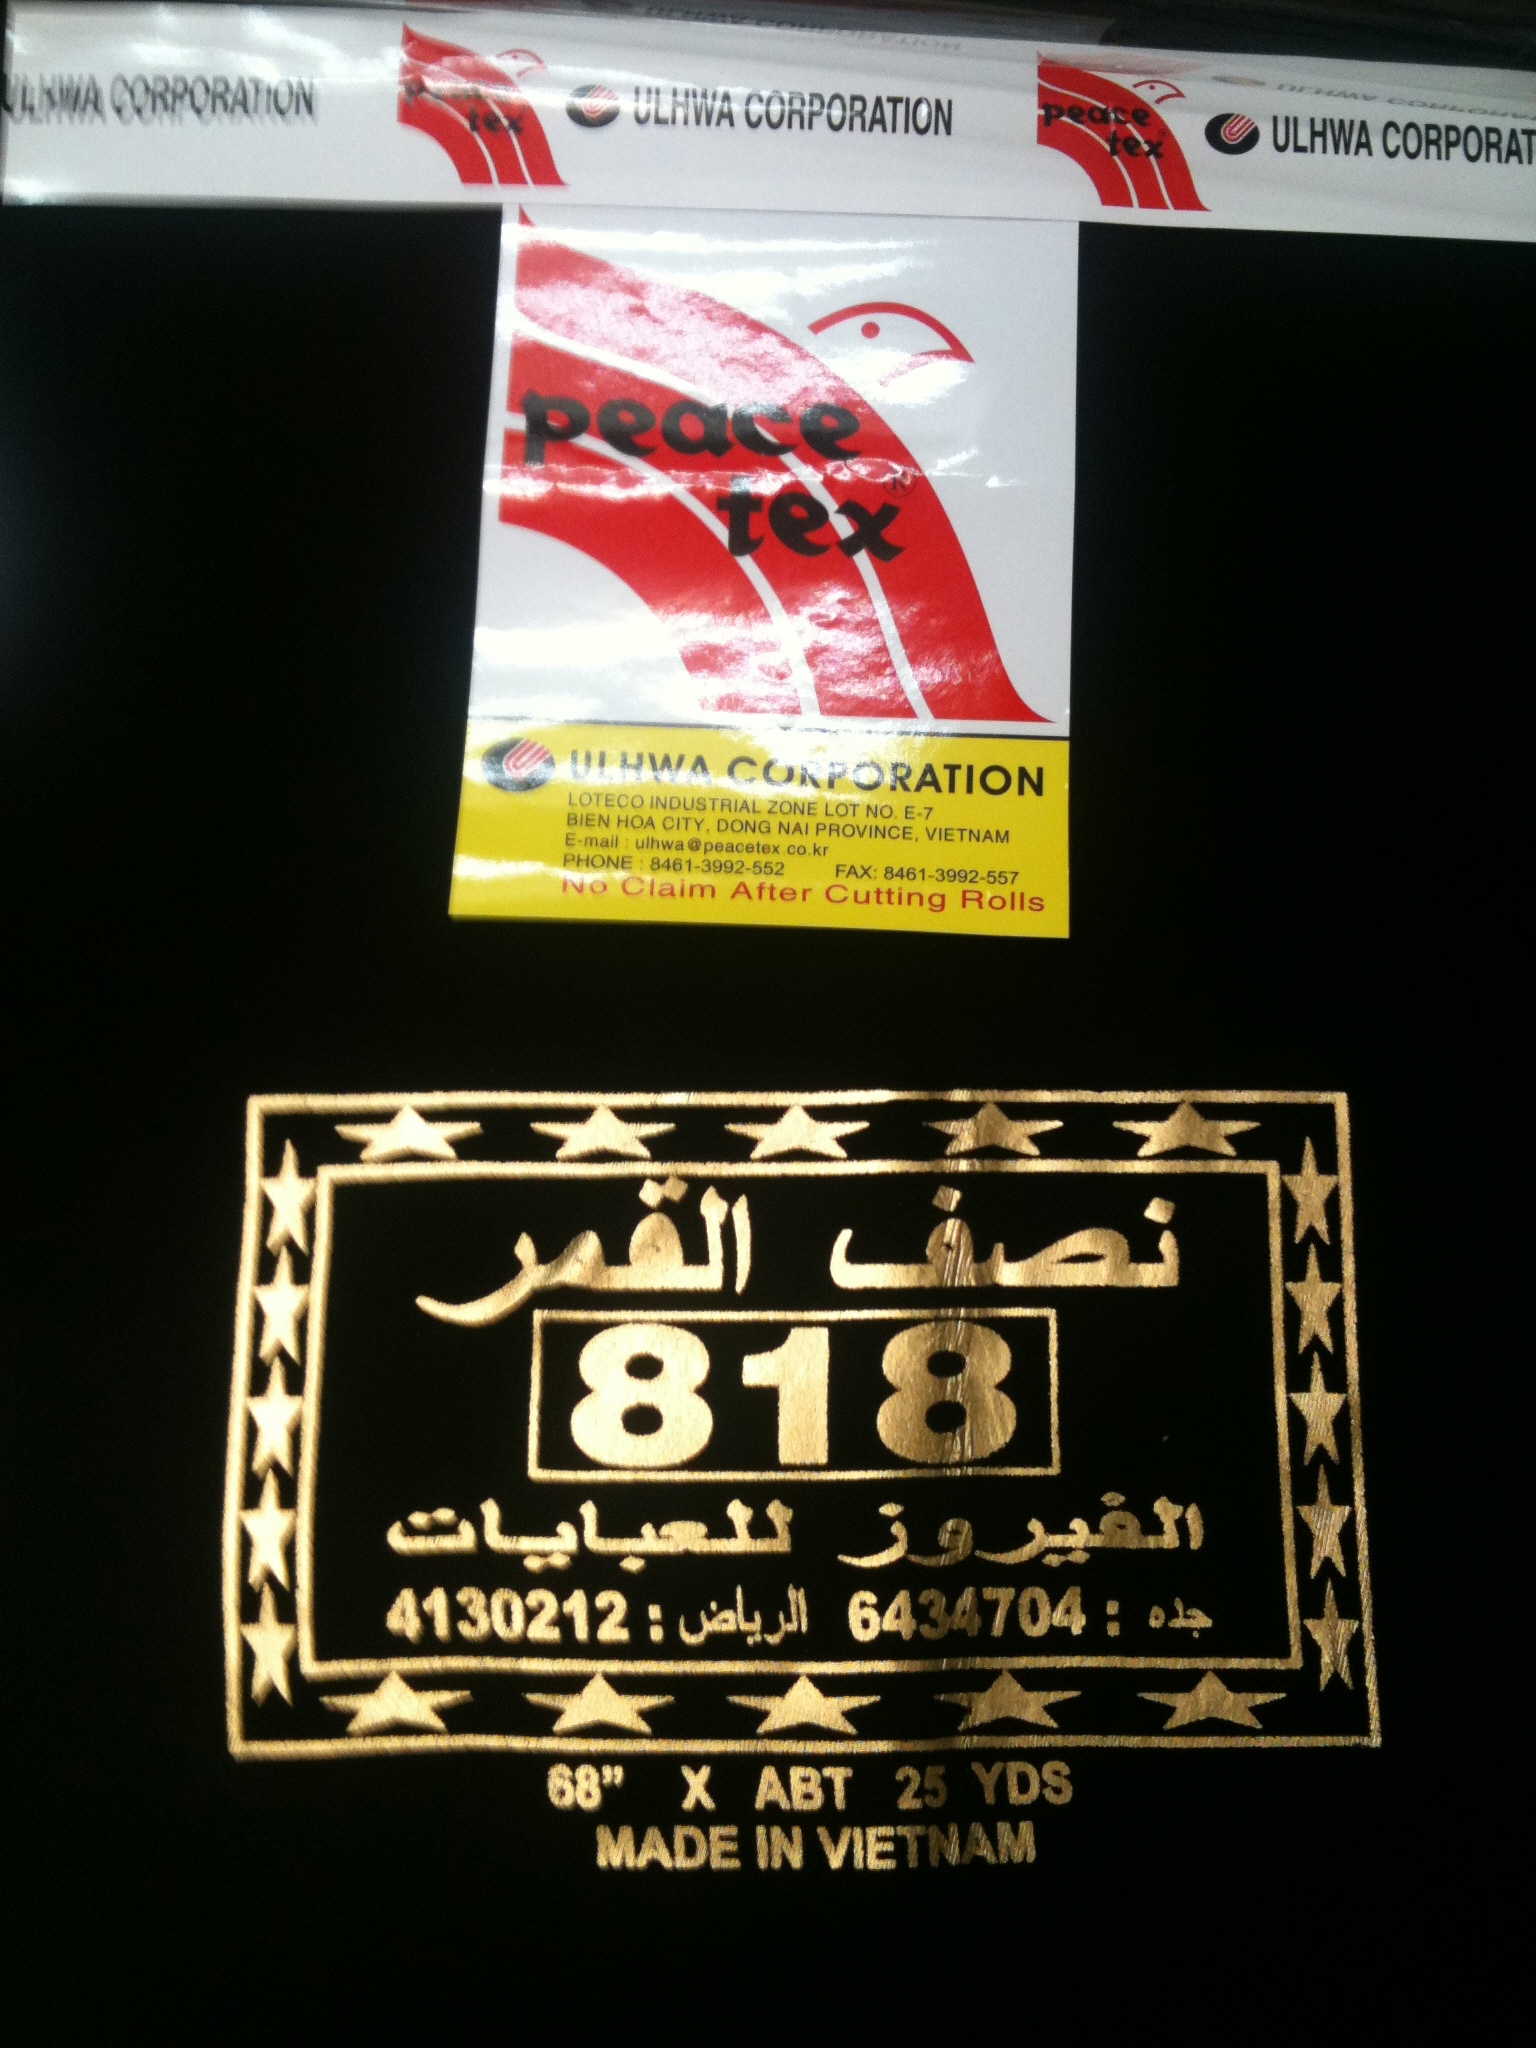 ULHWA CORPORATION
peace
tex
ULHWA CORPORATION
peace
tex
ULHWA CORPORAT
peace
tex®
ULHWA CORPORATION
LOTECO INDUSTRIAL ZONE LOT NO. E-7
BIEN HOA CITY, DONG NAI PROVINCE, VIETNAM
E-mail : ulhwa@peacetex.co.kr
PHONE : 8461-3992-552 FAX: 8461-3992-557
No Claim After Cutting Rolls
نصف القمر
818
الفيروز للعبايات
جده : 6434704 الرياض : 4130212
68” X ABT 25 YDS
MADE IN VIETNAM